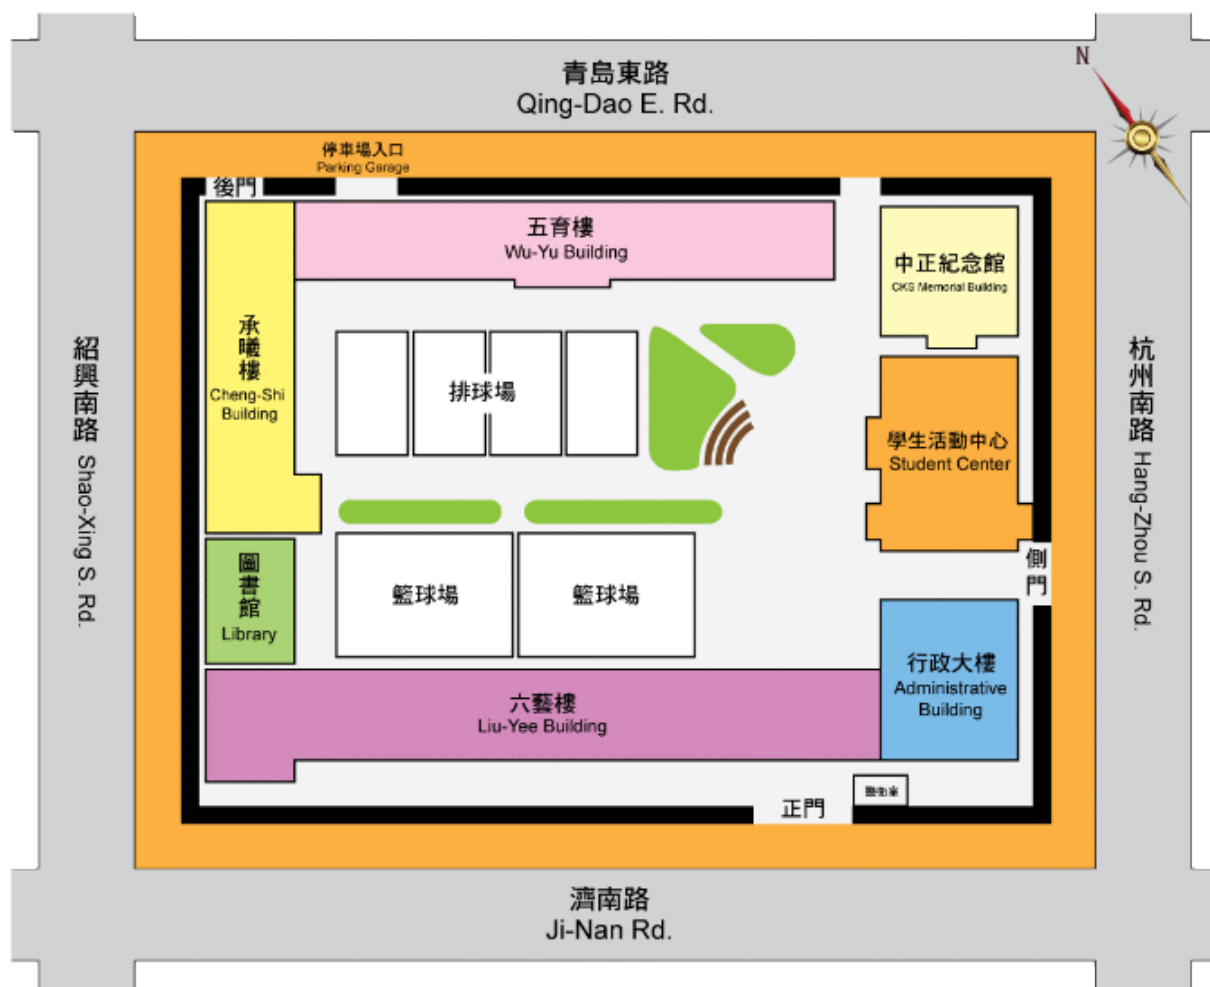 青島東路
Qing-Dao E. Rd.
N
停車場入口
Parking Garage
後門
五育樓
Wu-Yu Building
中正紀念館
CKS Memorial Building
承曦樓
Cheng-Shi
Building
排球場
學生活動中心
Student Center
紹興南路 Shao-Xing S. Rd.
杭州南路 Hang-Zhou S. Rd.
圖書館
Library
籃球場
籃球場
側門
行政大樓
Administrative
Building
六藝樓
Liu-Yee Building
警衛室
正門
濟南路
Ji-Nan Rd.